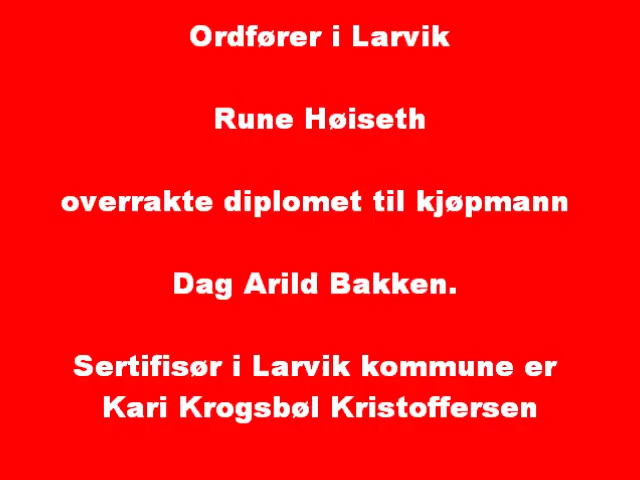 Ordfører i Larvik
Rune Høiseth
overrakte diplomet til kjøpmann
Dag Arild Bakken.
Sertifisør i Larvik kommune er
Kari Krogsbøl Kristoffersen